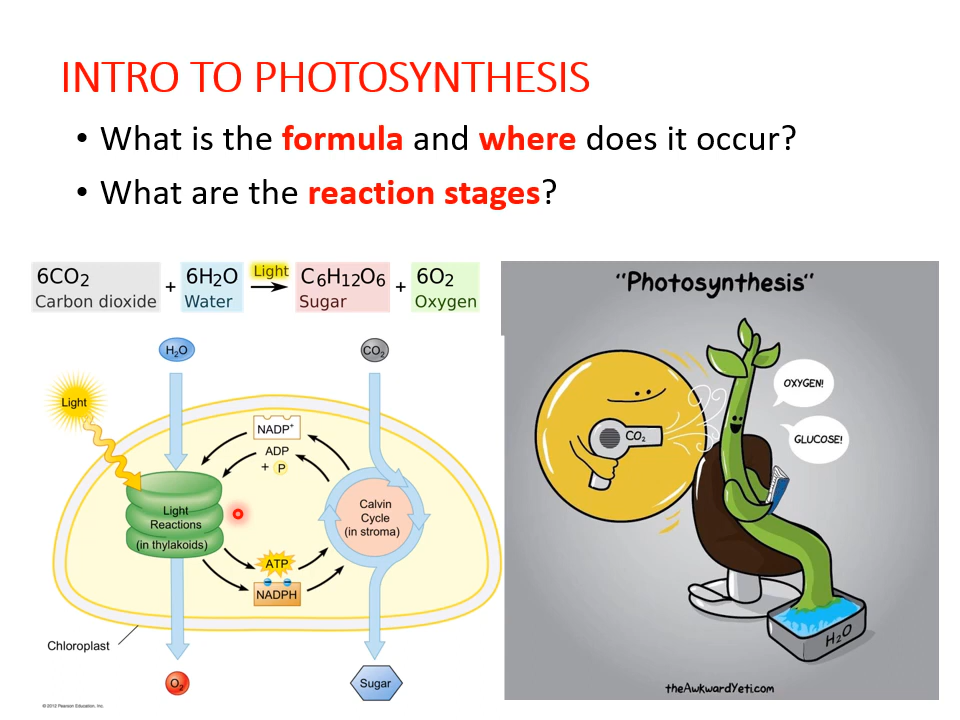 INTRO TO PHOTOSYNTHESIS
• What is the formula and where does it occur?
• What are the reaction stages?
6CO2 + 6H2O Light C6H12O6 + 6O2
Carbon dioxide Water Sugar Oxygen
H2O
CO2
Light
NADP+
ADP
+ P
Light
Reactions
(in thylakoids)
Calvin
Cycle
(in stroma)
ATP
NADPH
Chloroplast
O2
Sugar
© 2012 Pearson Education, Inc.
“Photosynthesis“
OXYGEN!
CO2
GLUCOSE!
H2O
theAwkwardYeti.com